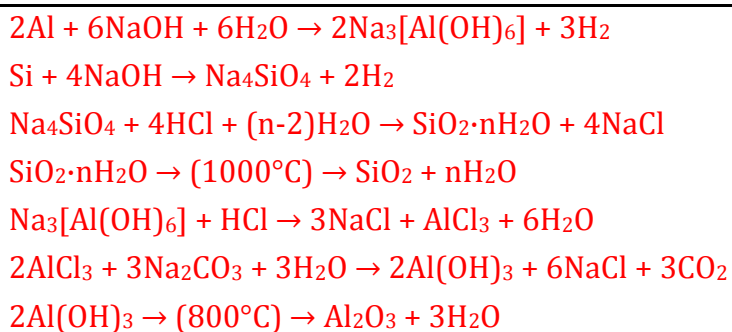 2Al + 6NaOH + 6H₂O → 2Na₃[Al(OH)₆] + 3H₂
Si + 4NaOH → Na₄SiO₄ + 2H₂
Na₄SiO₄ + 4HCl + (n-2)H₂O → SiO₂·nH₂O + 4NaCl
SiO₂·nH₂O → (1000°C) → SiO₂ + nH₂O
Na₃[Al(OH)₆] + HCl → 3NaCl + AlCl₃ + 6H₂O
2AlCl₃ + 3Na₂CO₃ + 3H₂O → 2Al(OH)₃ + 6NaCl + 3CO₂
2Al(OH)₃ → (800°C) → Al₂O₃ + 3H₂O